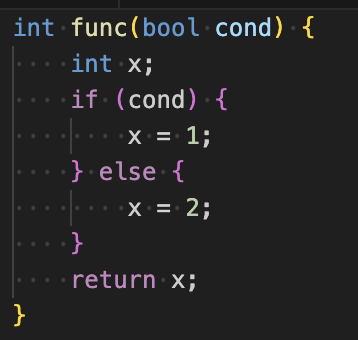 int func(bool cond) {
    int x;
    if (cond) {
        x = 1;
    } else {
        x = 2;
    }
    return x;
}